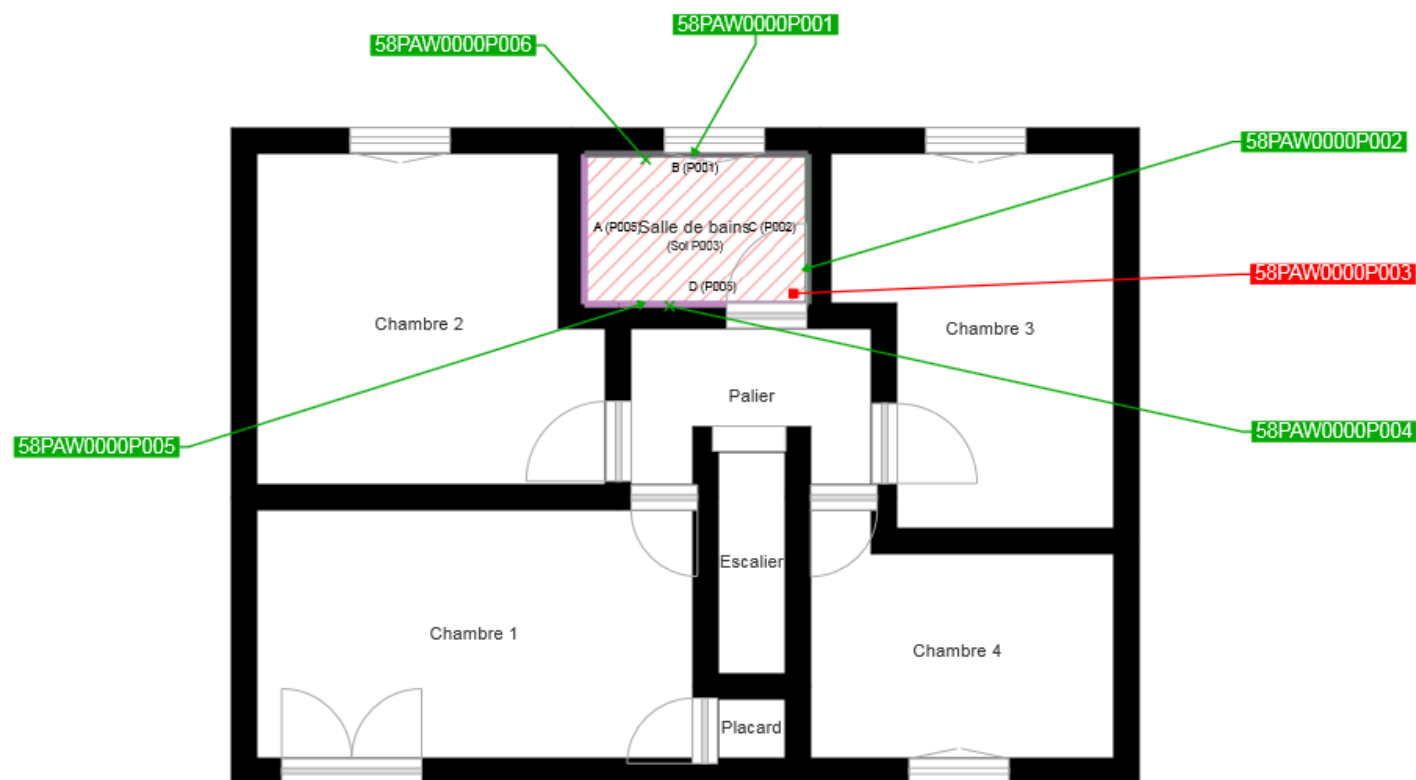 58PAW0000P001
58PAW0000P006
58PAW0000P002
B (P001)
A (P005)
Salle de bains
C (P002)
(Sol P003)
58PAW0000P003
D (P005)
Chambre 2
Chambre 3
Palier
58PAW0000P004
58PAW0000P005
Escalier
Chambre 1
Chambre 4
Placard